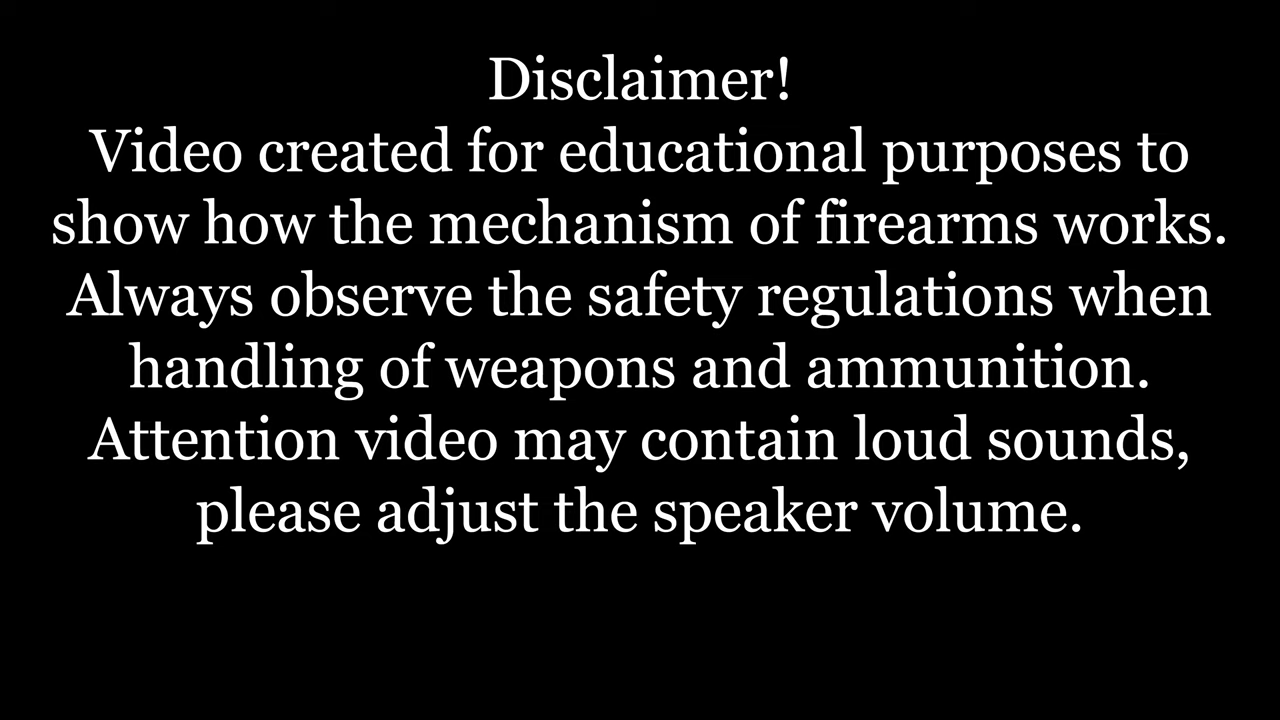 Disclaimer!
Video created for educational purposes to
show how the mechanism of firearms works.
Always observe the safety regulations when
handling of weapons and ammunition.
Attention video may contain loud sounds,
please adjust the speaker volume.